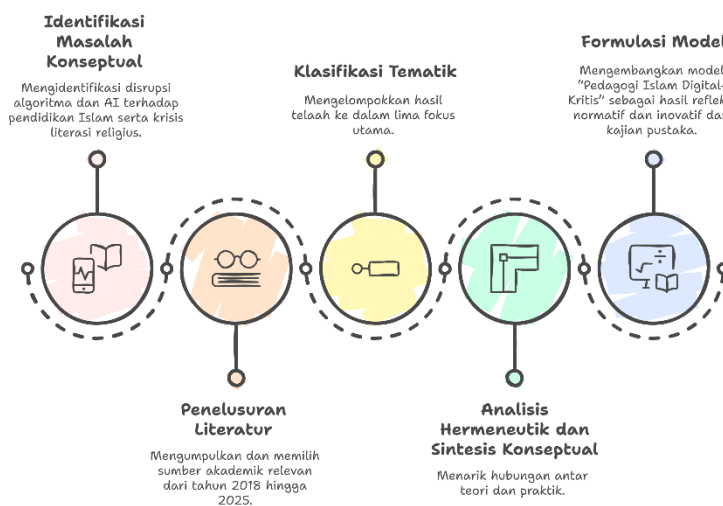 Identifikasi
Masalah
Konseptual
Mengidentifikasi disrupsi
algoritma dan AI terhadap
pendidikan Islam serta krisis
literasi religius.
Penelusuran
Literatur
Mengumpulkan dan memilih
sumber akademik relevan
dari tahun 2018 hingga
2025.
Klasifikasi Tematik
Mengelompokkan hasil
telaah ke dalam lima fokus
utama.
Analisis
Hermeneutik dan
Sintesis Konseptual
Menarik hubungan antar
teori dan praktik.
Formulasi Model
Mengembangkan model
"Pedagogi Islam Digital-
Kritis" sebagai hasil
normatif dan inovatif
kajian pustaka.